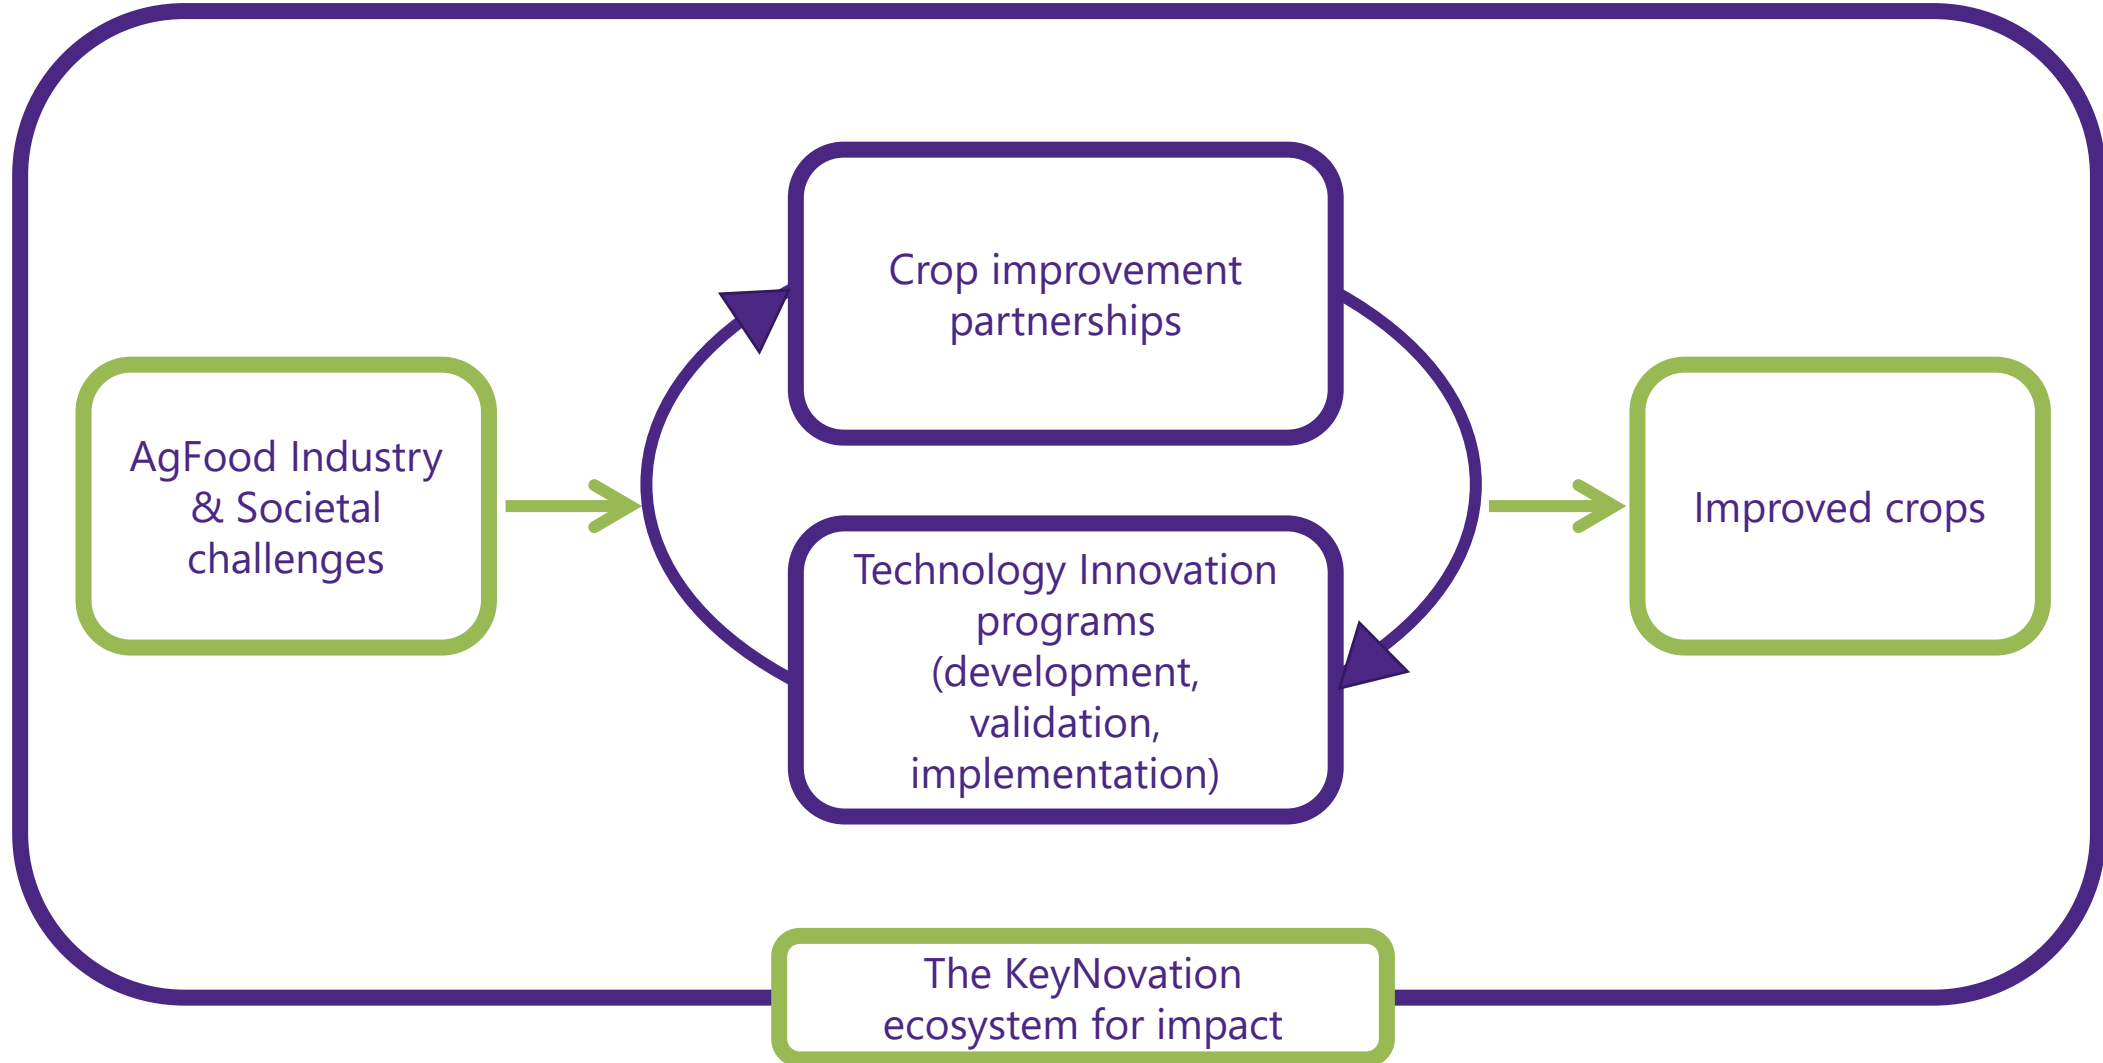 Crop improvement
partnerships
AgFood Industry
& Societal
challenges
Technology Innovation
programs
(development,
validation,
implementation)
Improved crops
The KeyNovation
ecosystem for impact